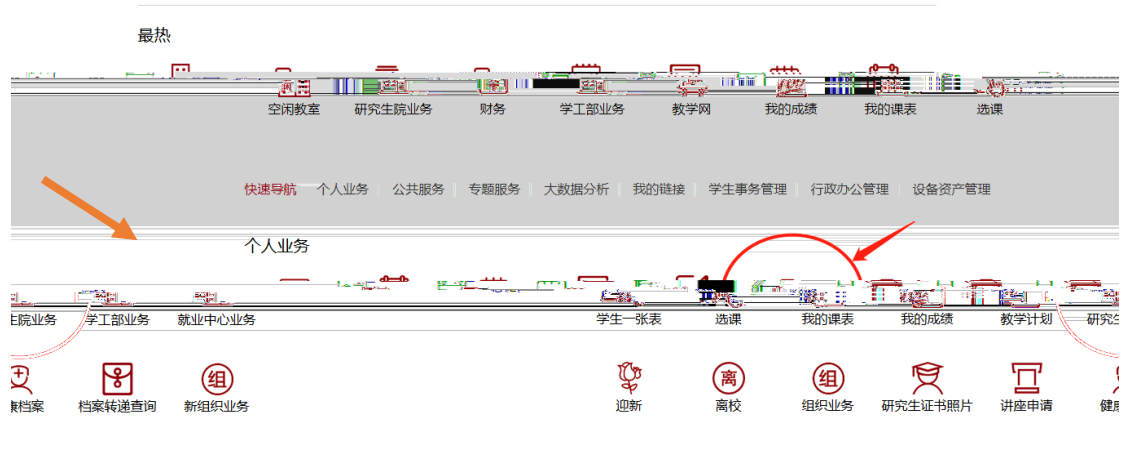 最热
空闲教室 研究生院业务 财务 学工部业务 教学网 我的成绩 我的课表 选课
快速导航 个人业务 公共服务 专题服务 大数据分析 我的链接 学生事务管理 行政办公管理 设备资产管理
个人业务
生院业务 学工部业务 就业中心业务 学生一张表 选课 我的课表 我的成绩 教学计划 研究生
康档案 档案转递查询 组 新组织业务 迎新 离 离校 组 组织业务 研究生证书照片 讲座申请 健康